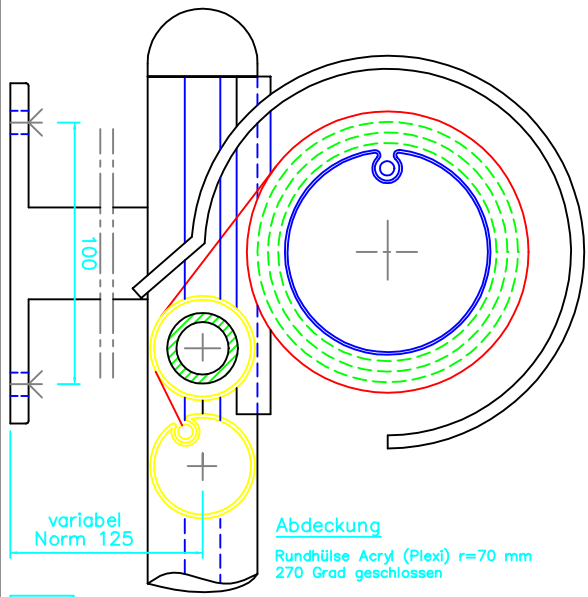 100
variabel
Norm 125
Abdeckung
Rundhülse Acryl (Plexi) r=70 mm
270 Grad geschlossen